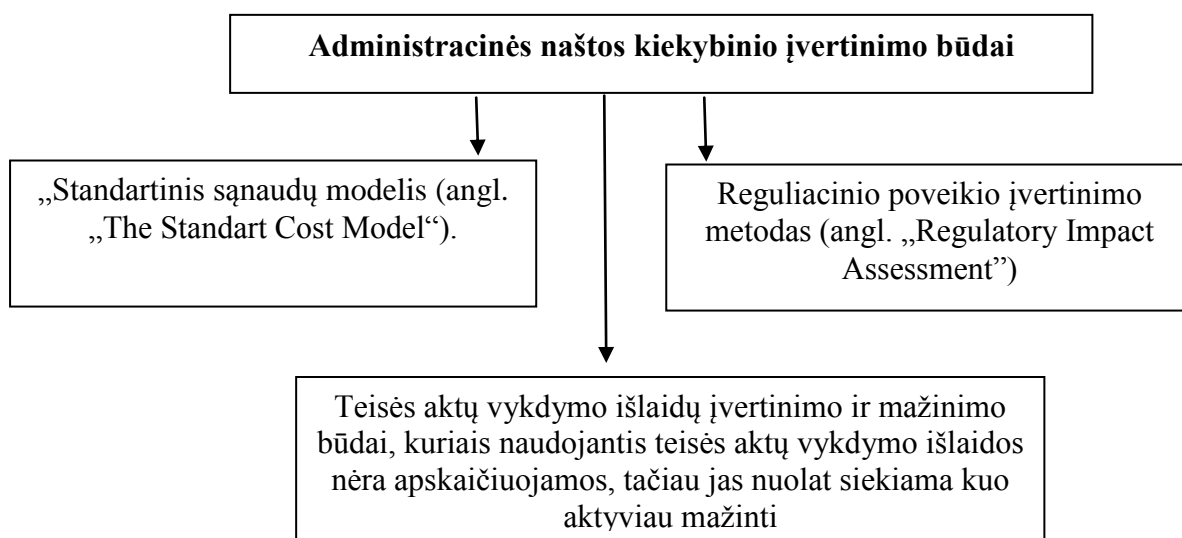 Administracinės naštos kiekybinio įvertinimo būdai
„Standartinis sąnaudų modelis (angl.
„The Standart Cost Model“).
Reguliacinio poveikio įvertinimo
metodas (angl. „Regulatory Impact
Assessment”)
Teisės aktų vykdymo išlaidų įvertinimo ir mažinimo
būdai, kuriais naudojantis teisės aktų vykdymo išlaidos
nėra apskaičiuojamos, tačiau jas nuolat siekiama kuo
aktyviau mažinti